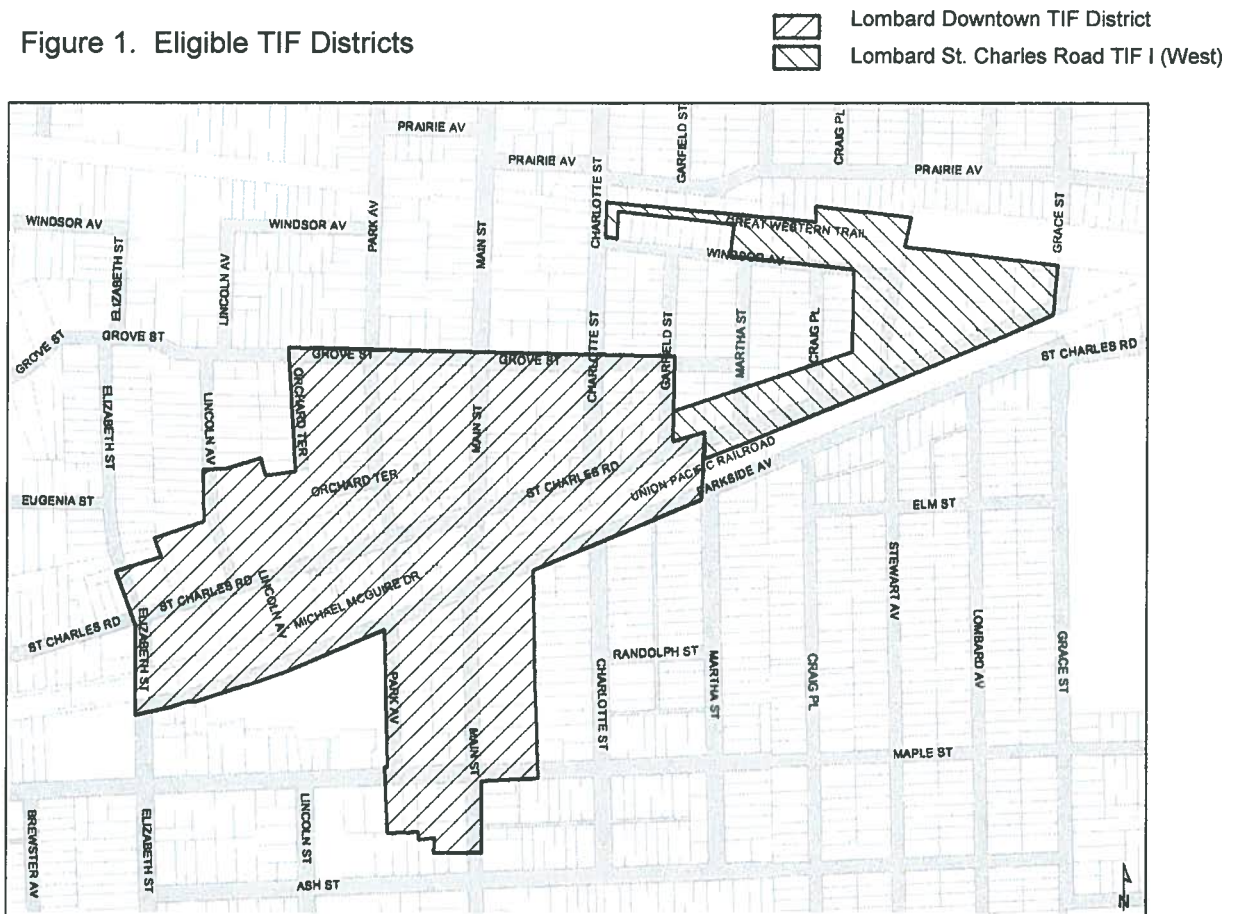 Lombard Downtown TIF District
Figure 1. Eligible TIF Districts
Lombard St. Charles Road TIF I (West)
PRAIRIE AV
PRAIRIE AV
PRAIRIE AV
GARFIELD ST
CRAIG PL
CHARLOTTE ST
WINDSOR AV
WINDSOR AV
PARK AV
MAIN ST
GREAT WESTERN TRAIL
WINDSOR AV
GRACE ST
ELIZABETH ST
LINCOLN AV
GROVE ST
GROVE ST
GROVE ST
GROVE ST
CHARLOTTE ST
GARFIELD ST
MARTHA ST
CRAIG PL
ST CHARLES RD
ELIZABETH ST
LINCOLN AV
ORCHARD TER
MAIN ST
ORCHARD TER
ST CHARLES RD
UNION PACIFIC RAILROAD
PARKSIDE AV
EUGENIA ST
ELM ST
ST CHARLES RD
LINCOLN AV
MICHAEL MCGUIRE DR
STEWART AV
ST CHARLES RD
ELIZABETH ST
LOMBARD AV
GRACE ST
RANDOLPH ST
PARK AV
CHARLOTTE ST
MARTHA ST
CRAIG PL
MAIN ST
MAPLE ST
BREWSTER AV
ELIZABETH ST
LINCOLN ST
ASH ST
N